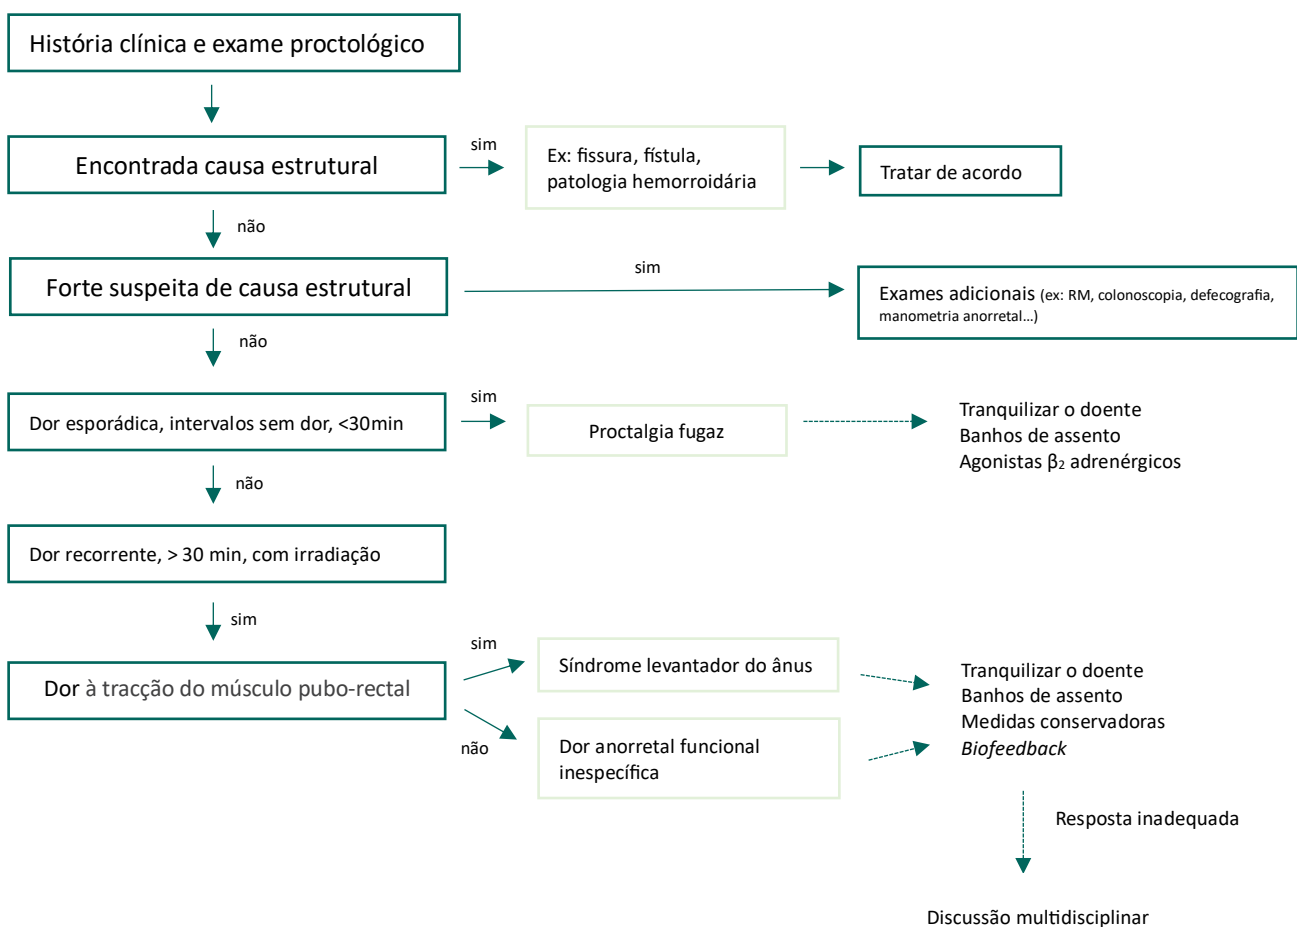 História clínica e exame proctológico
Encontrada causa estrutural
sim
Ex: fissura, fístula,
patologia hemorroidária
Tratar de acordo
não
Forte suspeita de causa estrutural
sim
Exames adicionais (ex: RM, colonoscopia, defecografia,
manometria anorretal...)
não
Dor esporádica, intervalos sem dor, <30min
sim
Proctalgia fugaz
Tranquilizar o doente
Banhos de assento
Agonistas β₂ adrenérgicos
não
Dor recorrente, > 30 min, com irradiação
sim
Dor à tracção do músculo pubo-rectal
sim
Síndrome levantador do ânus
não
Dor anorretal funcional
inespecífica
Tranquilizar o doente
Banhos de assento
Medidas conservadoras
Biofeedback
Resposta inadequada
Discussão multidisciplinar